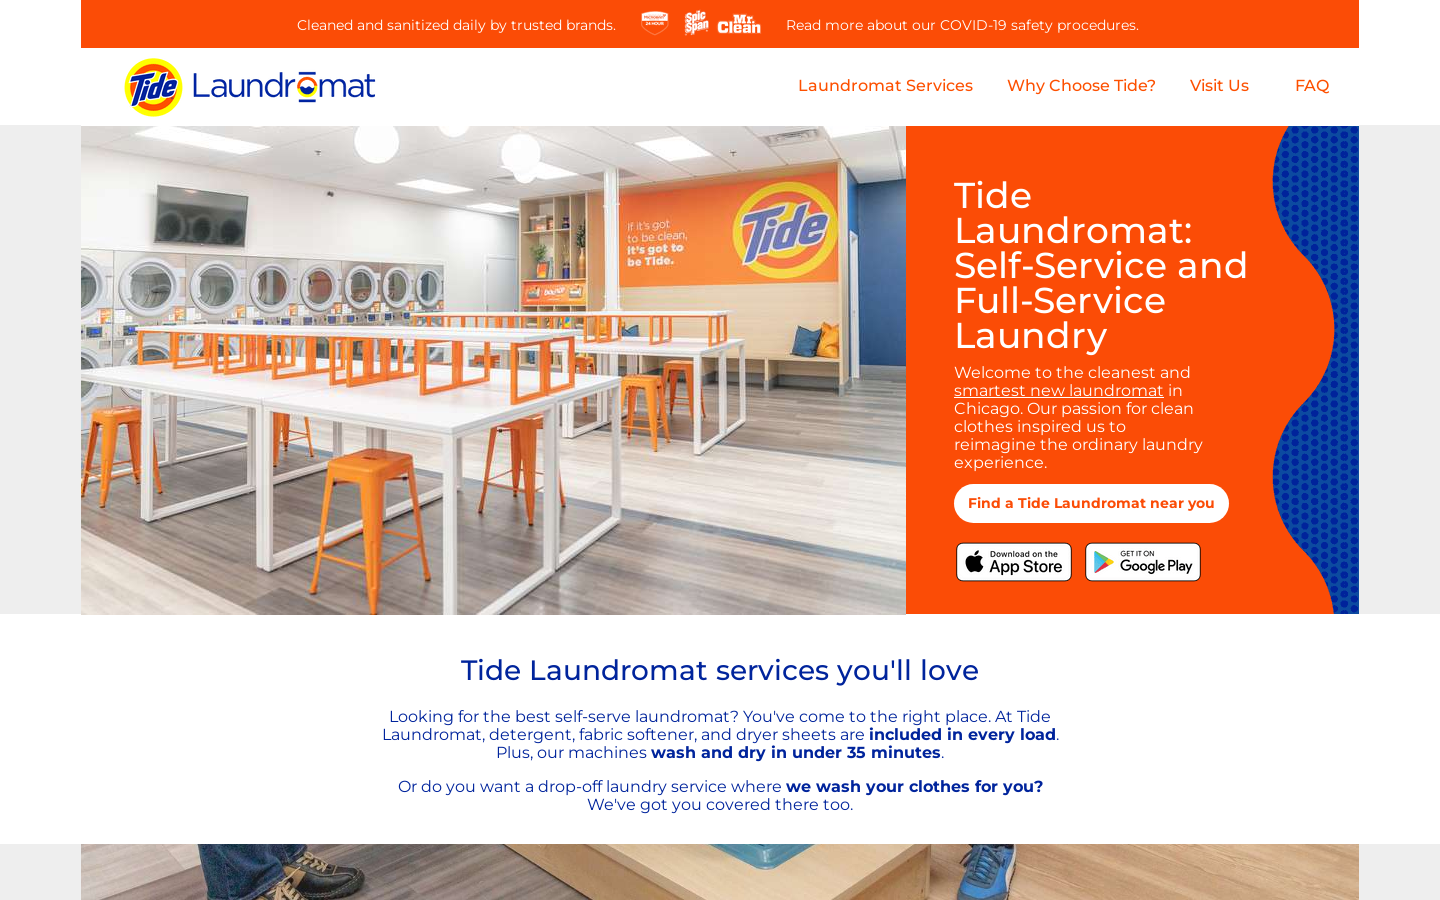 Cleaned and sanitized daily by trusted brands.
MICROBAN
24 HOUR
Spic
and
Span
Mr.
Clean
Read more about our COVID-19 safety procedures.
Tide Laundromat
Laundromat Services
Why Choose Tide?
Visit Us
FAQ
if it's got
to be clean,
it's got to
be Tide.
Tide
Tide
Laundromat:
Self-Service and
Full-Service
Laundry
Welcome to the cleanest and
smartest new laundromat in
Chicago. Our passion for clean
clothes inspired us to
reimagine the ordinary laundry
experience.
Find a Tide Laundromat near you
Download on the
App Store
GET IT ON
Google Play
Tide Laundromat services you'll love
Looking for the best self-serve laundromat? You've come to the right place. At Tide
Laundromat, detergent, fabric softener, and dryer sheets are included in every load.
Plus, our machines wash and dry in under 35 minutes.
Or do you want a drop-off laundry service where we wash your clothes for you?
We've got you covered there too.